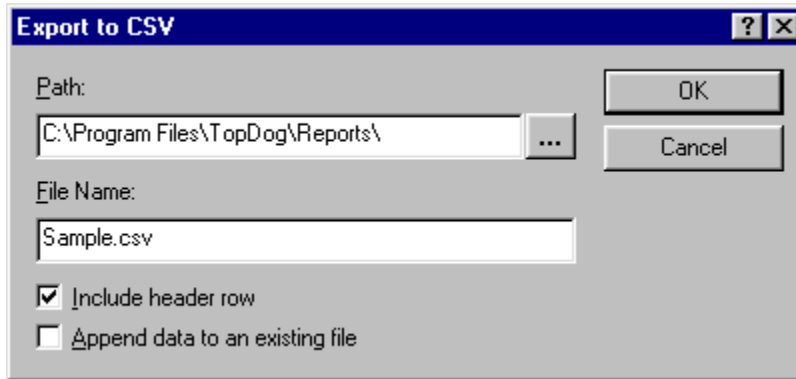 Export to CSV
Path:
C:\Program Files\TopDog\Reports\
...
OK
Cancel
File Name:
Sample.csv
Include header row
Append data to an existing file